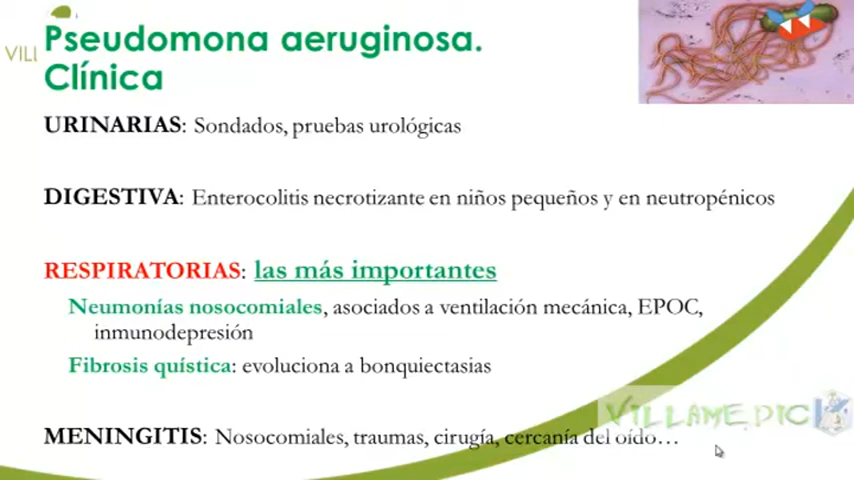 Pseudomona aeruginosa.
VILL
Clínica
URINARIAS: Sondados, pruebas urológicas
DIGESTIVA: Enterocolitis necrotizante en niños pequeños y en neutropénicos
RESPIRATORIAS: las más importantes
Neumonías nosocomiales, asociados a ventilación mecánica, EPOC,
inmunodepresión
Fibrosis quística: evoluciona a bonquiectasias
VILLAMEDIC
MENINGITIS: Nosocomiales, traumas, cirugía, cercanía del oído…